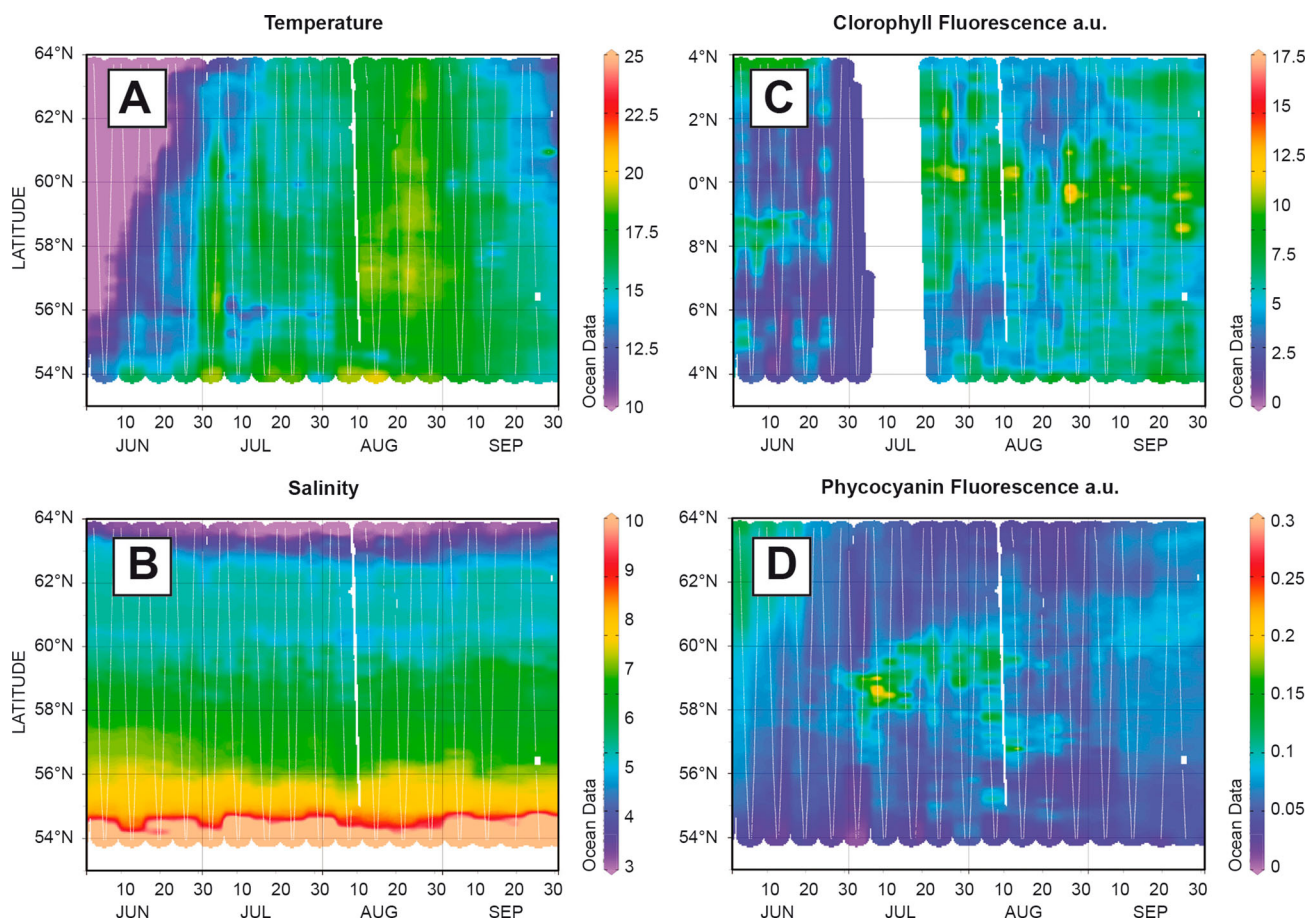 Temperature
64°N
62°N
60°N
58°N
56°N
54°N
LATITUDE
A
25
22.5
20
17.5
15
12.5
10
Ocean Data
10 20 30 10 20 30 10 20 30 10 20 30
JUN JUL AUG SEP
Clorophyll Fluorescence a.u.
4°N
2°N
0°N
8°N
6°N
4°N
C
17.5
15
12.5
10
7.5
5
2.5
0
Ocean Data
10 20 30 10 20 30 10 20 30 10 20 30
JUN JUL AUG SEP
Salinity
64°N
62°N
60°N
58°N
56°N
54°N
LATITUDE
B
10
9
8
7
6
5
4
3
Ocean Data
10 20 30 10 20 30 10 20 30 10 20 30
JUN JUL AUG SEP
Phycocyanin Fluorescence a.u.
64°N
62°N
60°N
58°N
56°N
54°N
D
0.3
0.25
0.2
0.15
0.1
0.05
0
Ocean Data
10 20 30 10 20 30 10 20 30 10 20 30
JUN JUL AUG SEP